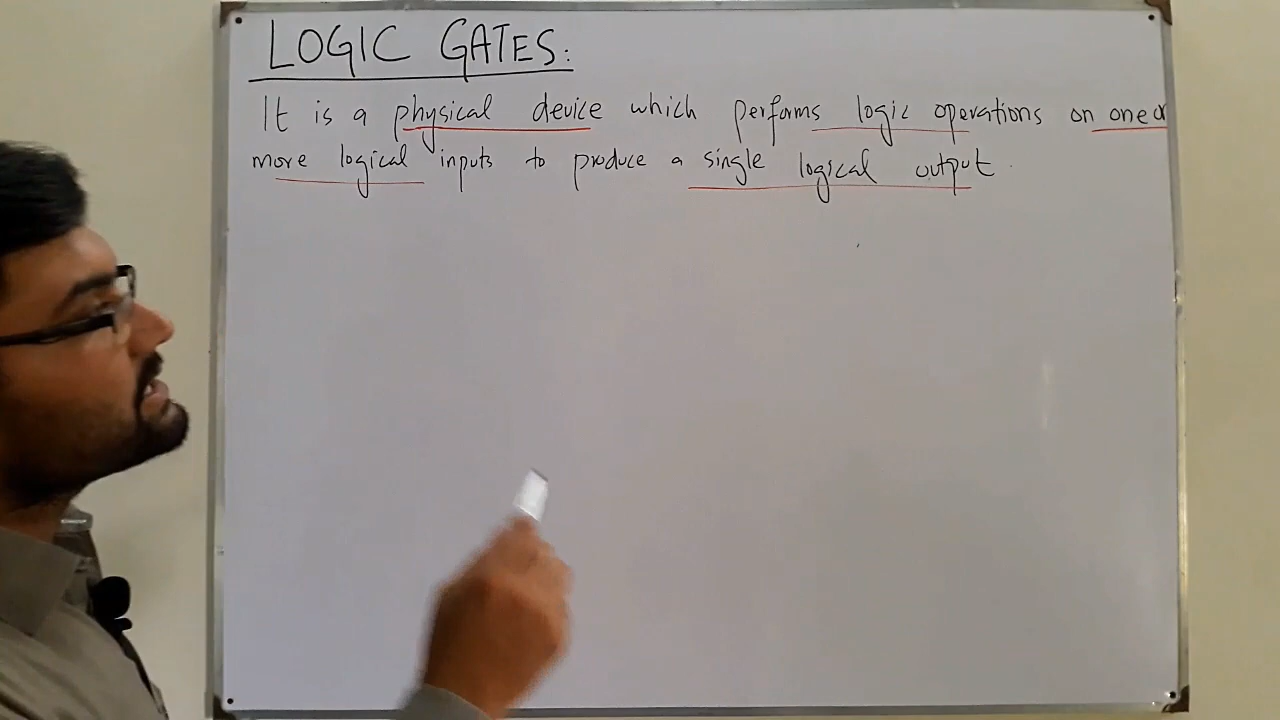 LOGIC GATES:
It is a physical device which performs logic operations on one or
more logical inputs to produce a single logical output.